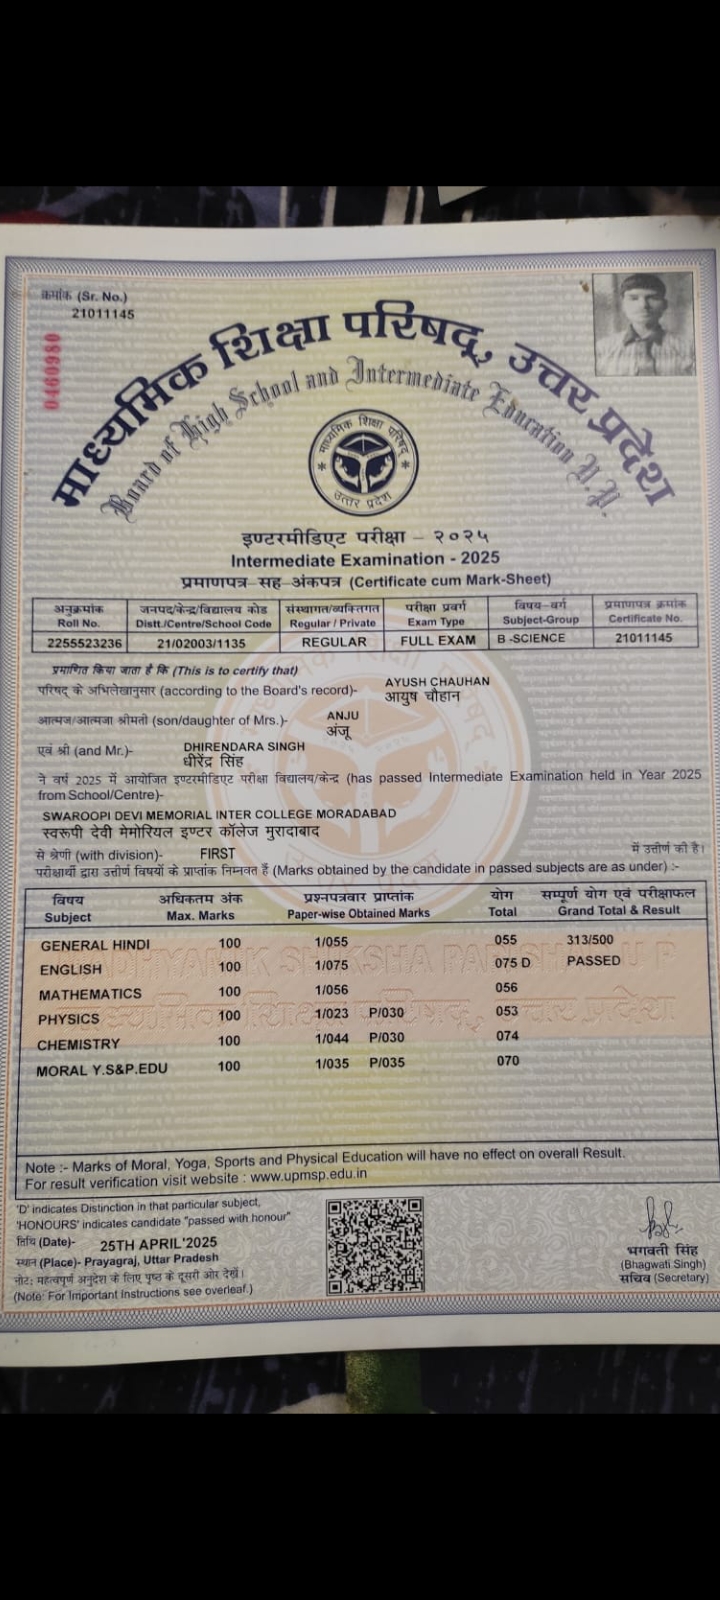 क्रमांक (Sr. No.)
21011145
0460980
माध्यमिक शिक्षा परिषद्, उत्तर प्रदेश
Board of High School and Intermediate Education U.P.
माध्यमिक शिक्षा परिषद्
उत्तर प्रदेश
इण्टरमीडिएट परीक्षा – २०२५
Intermediate Examination - 2025
प्रमाणपत्र सह अंकपत्र (Certificate cum Mark-Sheet)
अनुक्रमांक जनपद/केन्द्र/विद्यालय कोड संस्थागत/व्यक्तिगत परीक्षा प्रवर्ग विषय-वर्ग प्रमाणपत्र क्रमांक
Roll No. Distt./Centre/School Code Regular / Private Exam Type Subject-Group Certificate No.
2255523236 21/02003/1135 REGULAR FULL EXAM B -SCIENCE 21011145
प्रमाणित किया जाता है कि (This is to certify that)
AYUSH CHAUHAN
परिषद् के अभिलेखानुसार (according to the Board's record)- आयुष चौहान
ANJU
आत्मज/आत्मजा श्रीमती (son/daughter of Mrs.)- अंजू
DHIRENDARA SINGH
एवं श्री (and Mr.)- धीरेंद्र सिंह
ने वर्ष 2025 में आयोजित इण्टरमीडिएट परीक्षा विद्यालय/केन्द्र (has passed Intermediate Examination held in Year 2025
from School/Centre)-
SWAROOPI DEVI MEMORIAL INTER COLLEGE MORADABAD
स्वरूपी देवी मेमोरियल इण्टर कॉलेज मुरादाबाद
से श्रेणी (with division)- FIRST में उत्तीर्ण की है।
परीक्षार्थी द्वारा उत्तीर्ण विषयों के प्राप्तांक निम्नवत हैं (Marks obtained by the candidate in passed subjects are as under) :-
विषय अधिकतम अंक प्रश्नपत्रवार प्राप्तांक योग सम्पूर्ण योग एवं परीक्षाफल
Subject Max. Marks Paper-wise Obtained Marks Total Grand Total & Result
GENERAL HINDI 100 1/055 055 313/500
ENGLISH 100 1/075 075 D PASSED
MATHEMATICS 100 1/056 056
PHYSICS 100 1/023 P/030 053
CHEMISTRY 100 1/044 P/030 074
MORAL Y.S&P.EDU 100 1/035 P/035 070
Note :- Marks of Moral, Yoga, Sports and Physical Education will have no effect on overall Result.
For result verification visit website : www.upmsp.edu.in
'D' indicates Distinction in that particular subject,
'HONOURS' indicates candidate "passed with honour"
तिथि (Date)- 25TH APRIL'2025
स्थान (Place)- Prayagraj, Uttar Pradesh
नोट: महत्वपूर्ण अनुदेश के लिए पृष्ठ के दूसरी ओर देखें।
(Note: For Important Instructions see overleaf.)
भगवती सिंह
(Bhagwati Singh)
सचिव (Secretary)